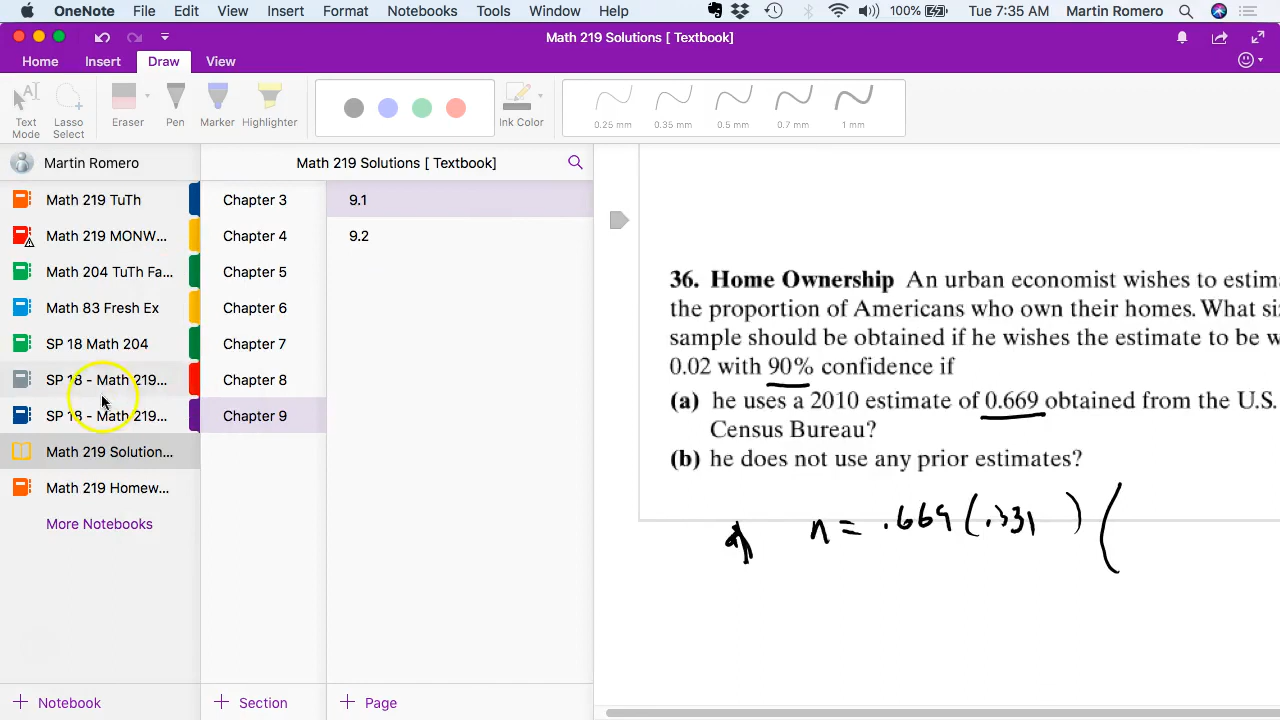 OneNote File Edit View Insert Format Notebooks Tools Window Help 100% Tue 7:35 AM Martin Romero
Math 219 Solutions [ Textbook]
Home Insert Draw View
Text Mode
Lasso Select
Eraser
Pen
Marker
Highlighter
Ink Color
0.25 mm
0.35 mm
0.5 mm
0.7 mm
1 mm
Martin Romero
Math 219 TuTh
Math 219 MONW...
Math 204 TuTh Fa...
Math 83 Fresh Ex
SP 18 Math 204
SP 18 - Math 219...
SP 18 - Math 219...
Math 219 Solution...
Math 219 Homew...
More Notebooks
Notebook
Math 219 Solutions [ Textbook]
Chapter 3
Chapter 4
Chapter 5
Chapter 6
Chapter 7
Chapter 8
Chapter 9
Section
9.1
9.2
Page
36. Home Ownership An urban economist wishes to estim
the proportion of Americans who own their homes. What si
sample should be obtained if he wishes the estimate to be w
0.02 with 90% confidence if
(a) he uses a 2010 estimate of 0.669 obtained from the U.S.
Census Bureau?
(b) he does not use any prior estimates?
a) n = .669 (.331 ) (